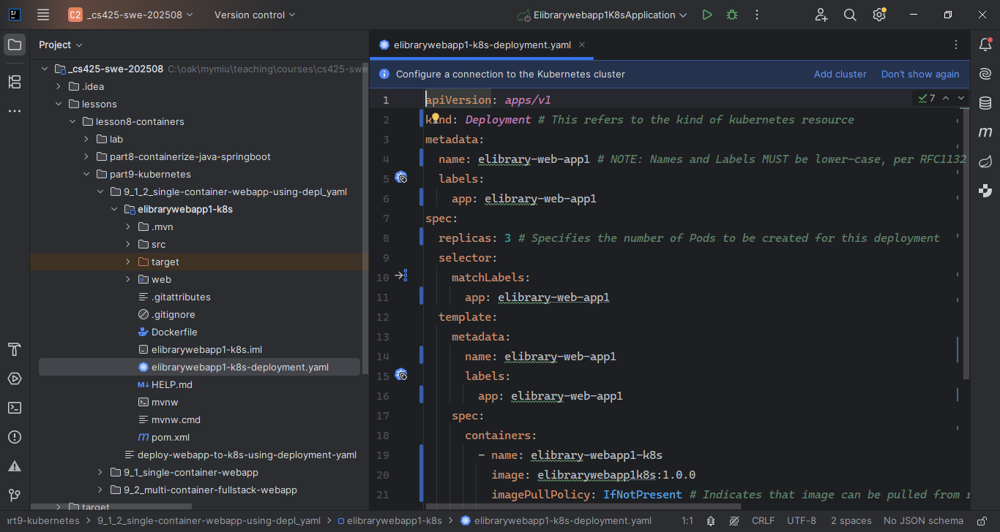 C2 _cs425-swe-202508 Version control Elibrarywebapp1K8sApplication
Project
_cs425-swe-202508 C:\oak\mymiu\teaching\courses\cs425-swe
.idea
lessons
lesson8-containers
lab
part8-containerize-java-springboot
part9-kubernetes
9_1_2_single-container-webapp-using-depl_yaml
elibrarywebapp1-k8s
.mvn
src
target
web
.gitattributes
.gitignore
Dockerfile
elibrarywebapp1-k8s.iml
elibrarywebapp1-k8s-deployment.yaml
HELP.md
mvnw
mvnw.cmd
pom.xml
deploy-webapp-to-k8s-using-deployment-yaml
9_1_single-container-webapp
9_2_multi-container-fullstack-webapp
target
elibrarywebapp1-k8s-deployment.yaml
Configure a connection to the Kubernetes cluster Add cluster Don't show again
7
1 apiVersion: apps/v1
2 kind: Deployment # This refers to the kind of kubernetes resource
3 metadata:
4 name: elibrary-web-app1 # NOTE: Names and Labels MUST be lower-case, per RFC1132
5 labels:
6 app: elibrary-web-app1
7 spec:
8 replicas: 3 # Specifies the number of Pods to be created for this deployment
9 selector:
10 matchLabels:
11 app: elibrary-web-app1
12 template:
13 metadata:
14 name: elibrary-web-app1
15 labels:
16 app: elibrary-web-app1
17 spec:
18 containers:
19 - name: elibrary-webapp1-k8s
20 image: elibrarywebapp1k8s:1.0.0
21 imagePullPolicy: IfNotPresent # Indicates that image can be pulled from
art9-kubernetes > 9_1_2_single-container-webapp-using-depl_yaml > elibrarywebapp1-k8s > elibrarywebapp1-k8s-deployment.yaml 1:1 CRLF UTF-8 2 spaces No JSON schema